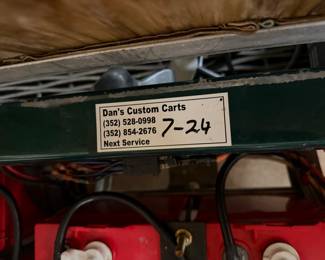 Dan's Custom Carts
(352) 528-0998
(352) 854-2676
Next Service 7-24